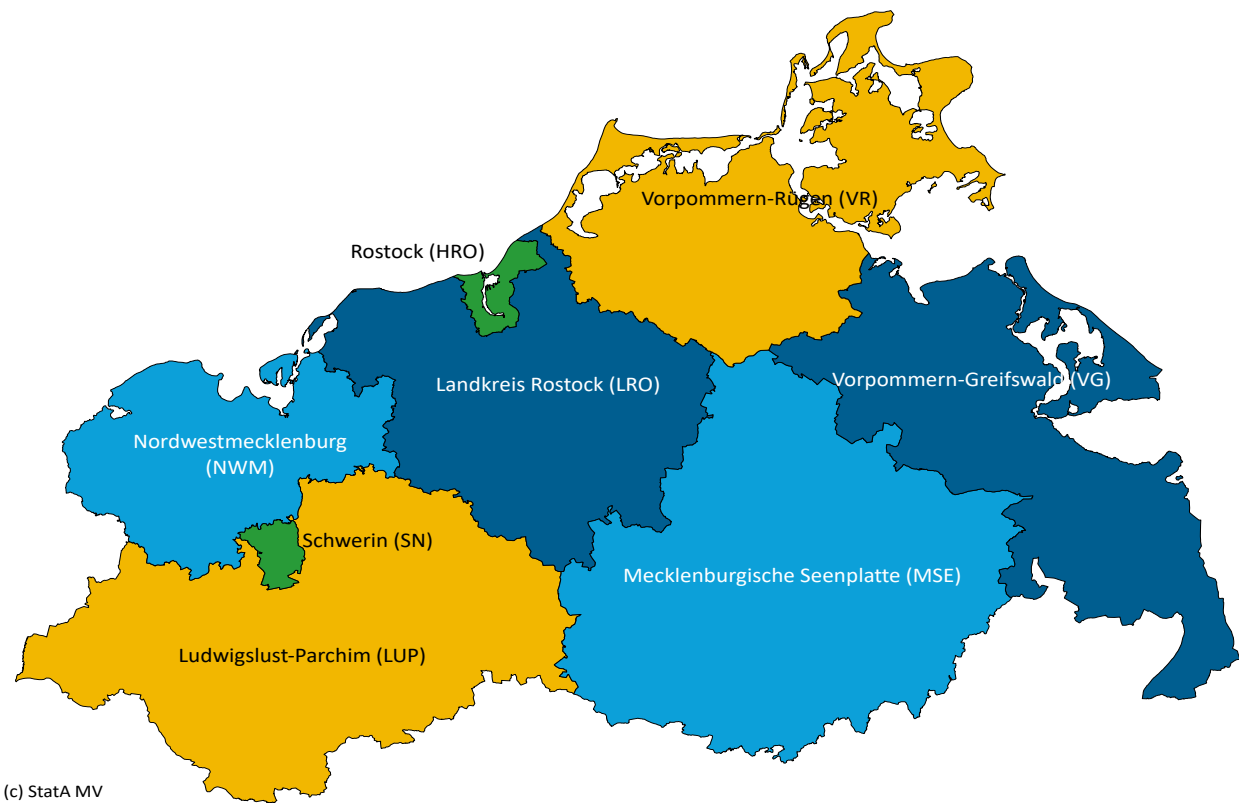 Vorpommern-Rügen (VR)
Rostock (HRO)
Landkreis Rostock (LRO)
Vorpommern-Greifswald (VG)
Nordwestmecklenburg
(NWM)
Schwerin (SN)
Mecklenburgische Seenplatte (MSE)
Ludwigslust-Parchim (LUP)
(c) StatA MV